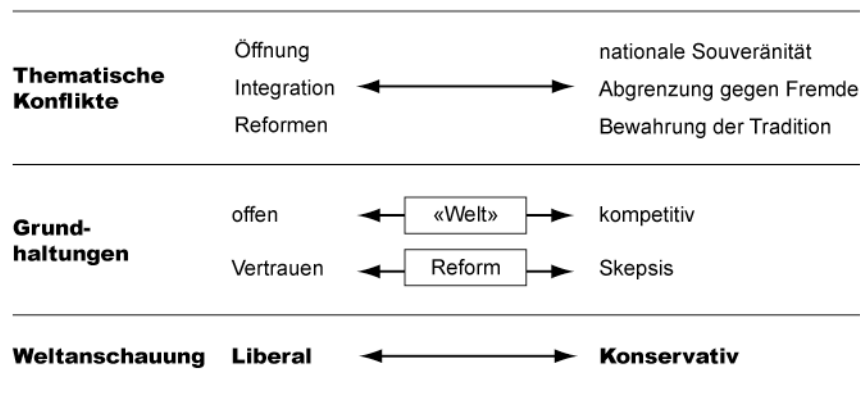 Öffnung nationale Souveränität
Thematische
Konflikte
Integration Abgrenzung gegen Fremde
Reformen Bewahrung der Tradition
offen «Welt» kompetitiv
Grund-
haltungen
Vertrauen Reform Skepsis
Weltanschauung Liberal Konservativ